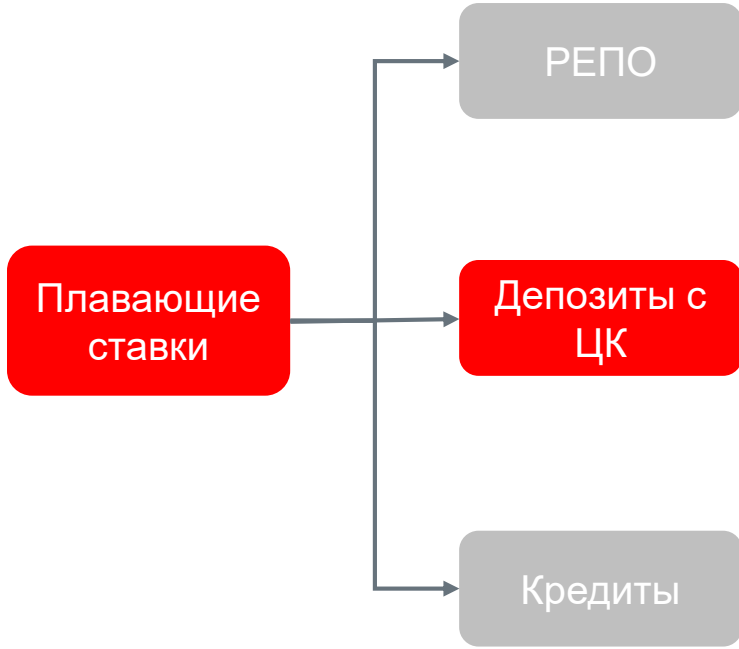 РЕПО
Плавающие
ставки
Депозиты с
ЦК
Кредиты